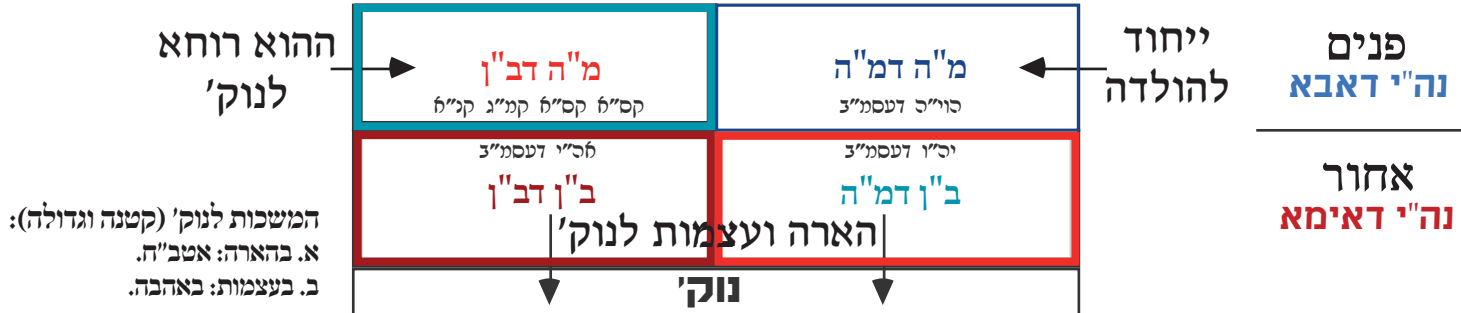 פנים
נה"י דאבא
אחור
נה"י דאימא
ייחוד
להולדה
מ"ה דמ"ה
הוי"ה דעסמ"ב
מ"ה דב"ן
קס"א קס"א קמ"ג קנ"א
ההוא רוחא
לנוק'
יה"ו דעסמ"ב
ב"ן דמ"ה
אה"י דעסמ"ב
ב"ן דב"ן
הארה ועצמות לנוק'
נוק'
המשכות לנוק' (קטנה וגדולה):
א. בהארה: אטב"ח.
ב. בעצמות: באהבה.